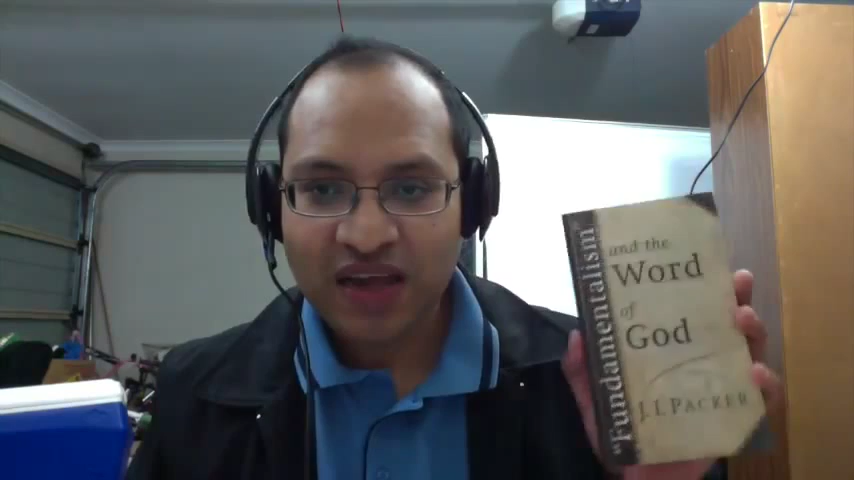 "Fundamentalism
and the
Word
of
God
J. I. PACKER